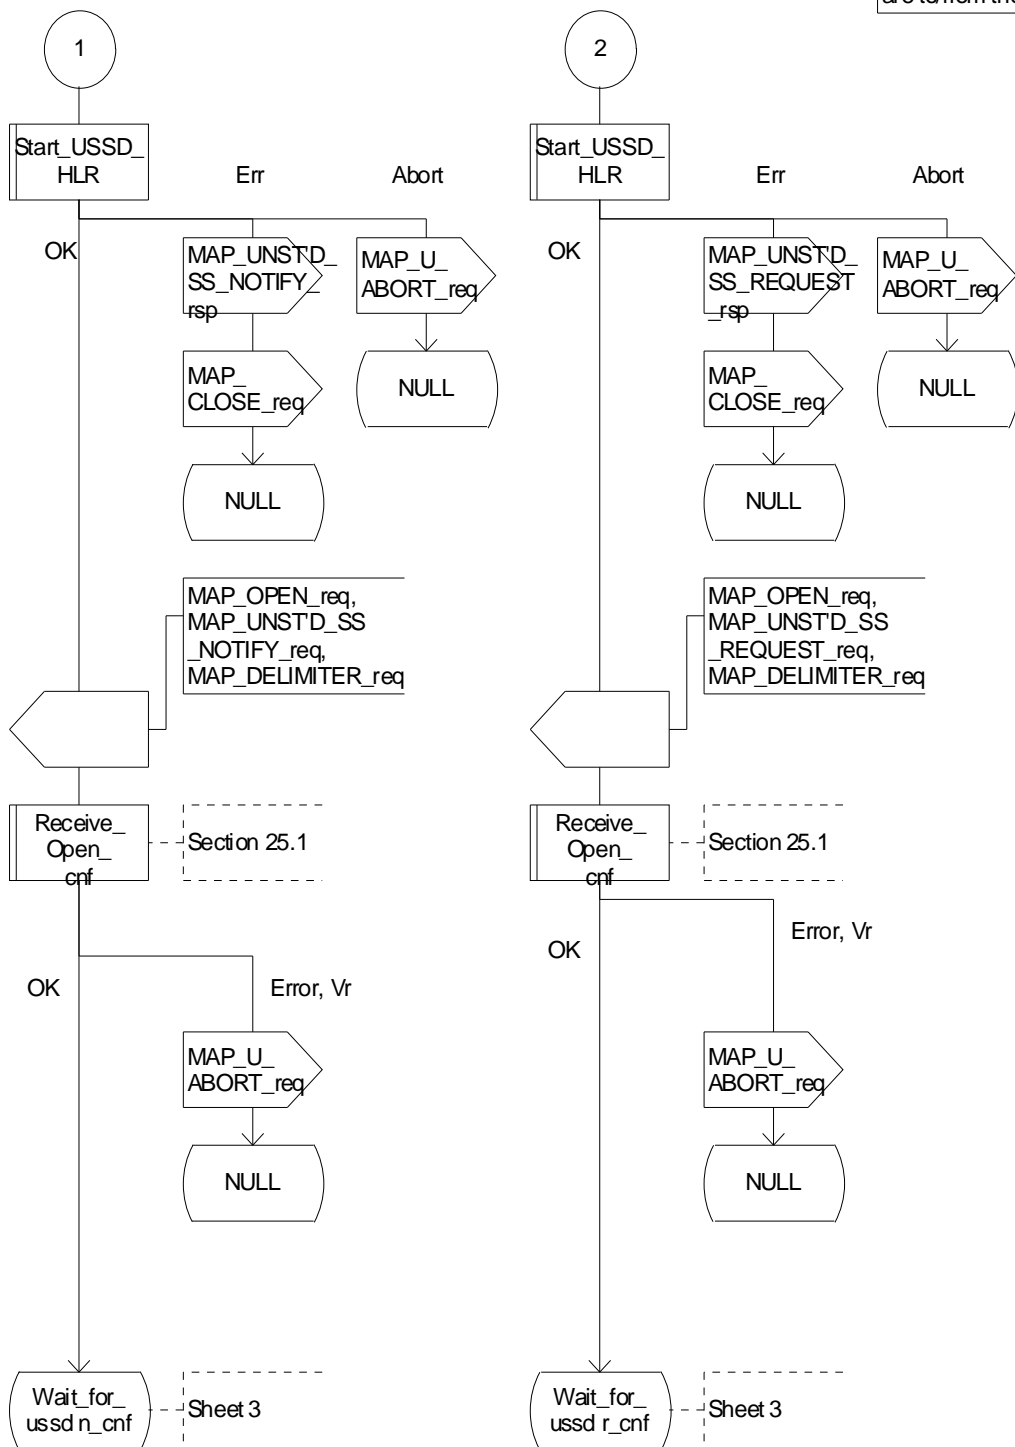 1
Start_USSD_
HLR
Err
Abort
OK
MAP_UNST'D_
SS_NOTIFY_
rsp
MAP_U_
ABORT_req
MAP_
CLOSE_req
NULL
NULL
MAP_OPEN_req,
MAP_UNST'D_SS
_NOTIFY_req,
MAP_DELIMITER_req
Receive_
Open_
cnf
Section 25.1
OK
Error, Vr
MAP_U_
ABORT_req
NULL
Wait_for_
ussd n_cnf
Sheet 3
2
Start_USSD_
HLR
Err
Abort
OK
MAP_UNST'D_
SS_REQUEST
_rsp
MAP_U_
ABORT_req
MAP_
CLOSE_req
NULL
NULL
MAP_OPEN_req,
MAP_UNST'D_SS
_REQUEST_req,
MAP_DELIMITER_req
Receive_
Open_
cnf
Section 25.1
OK
Error, Vr
MAP_U_
ABORT_req
NULL
Wait_for_
ussd r_cnf
Sheet 3